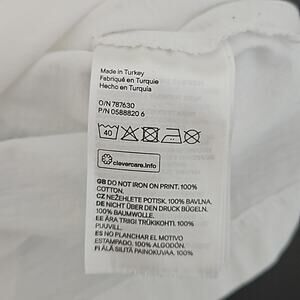 Made in Turkey
Fabriqué en Turquie
Hecho en Turquía
O/N 787630
P/N 0588820 6
40
clevercare.info
GB DO NOT IRON ON PRINT. 100%
COTTON.
CZ NEŽEHLETE POTISK. 100% BAVLNA.
DE NICHT ÜBER DEN DRUCK BÜGELN.
100% BAUMWOLLE.
EE ÄRA TRIIGI TRÜKIKOHTI. 100%
PUUVILL.
ES NO PLANCHAR EL MOTIVO
ESTAMPADO. 100% ALGODÓN.
FI ÄLÄ SILITÄ PAINOKUVAA. 100%